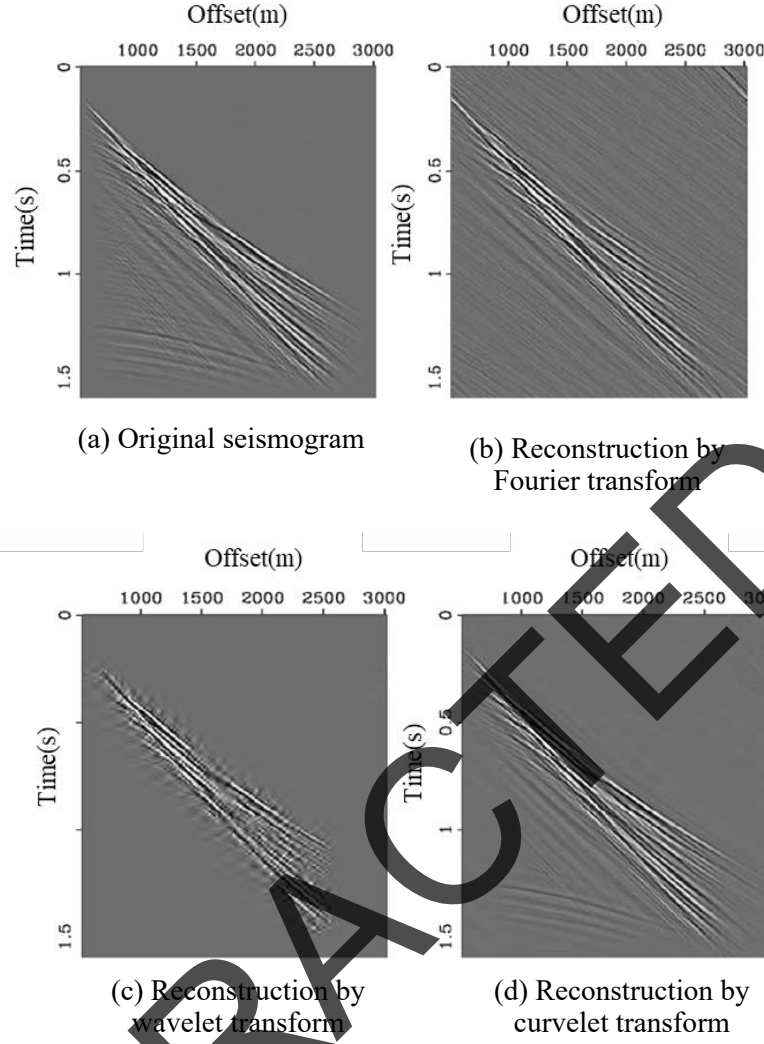 Offset(m)
Offset(m)
1000 1500 2000 2500 3000
1000 1500 2000 2500 3000
0
0.5
1
1.5
Time(s)
0
0.5
1
1.5
Time(s)
(a) Original seismogram
(b) Reconstruction by
Fourier transform
Offset(m)
Offset(m)
1000 1500 2000 2500 3000
1000 1500 2000 2500
0
1.5
Time(s)
0
0.5
1
1.5
Time(s)
(c) Reconstruction by
wavelet transform
(d) Reconstruction by
curvelet transform
RACTED